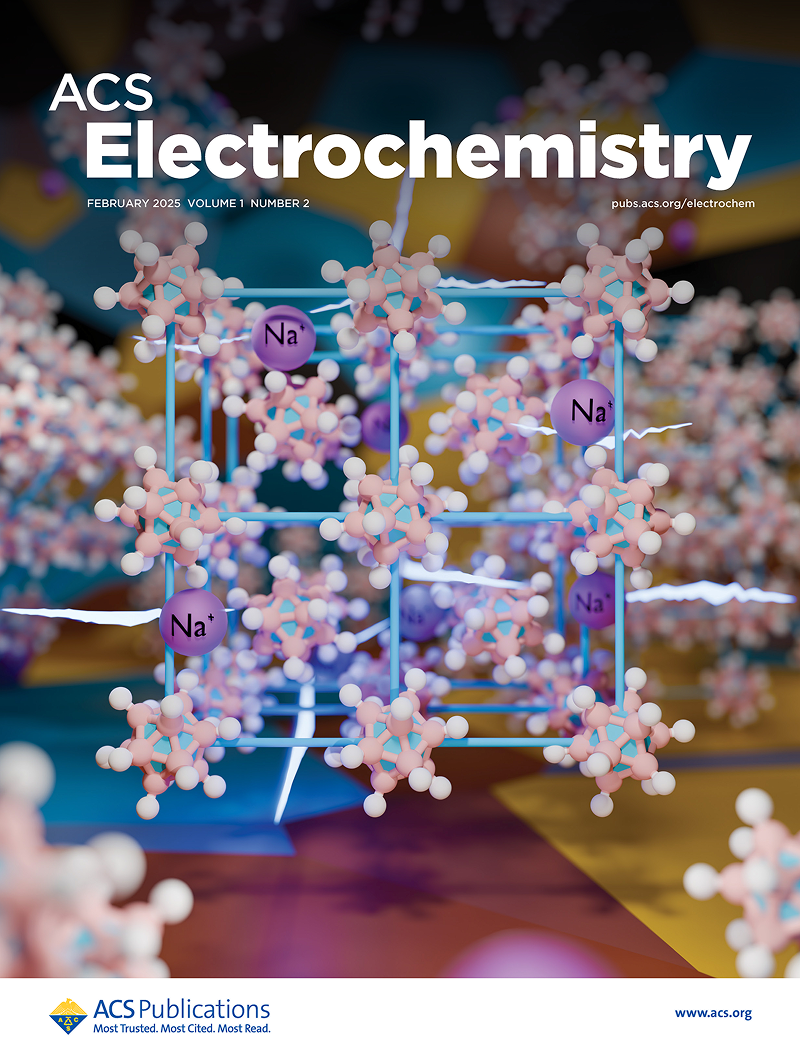 ACS
Electrochemistry
FEBRUARY 2025 VOLUME 1 NUMBER 2
pubs.acs.org/electrochem
Na⁺
Na⁺
Na⁺
Na⁺
Na⁺
ACS Publications
Most Trusted. Most Cited. Most Read.
www.acs.org